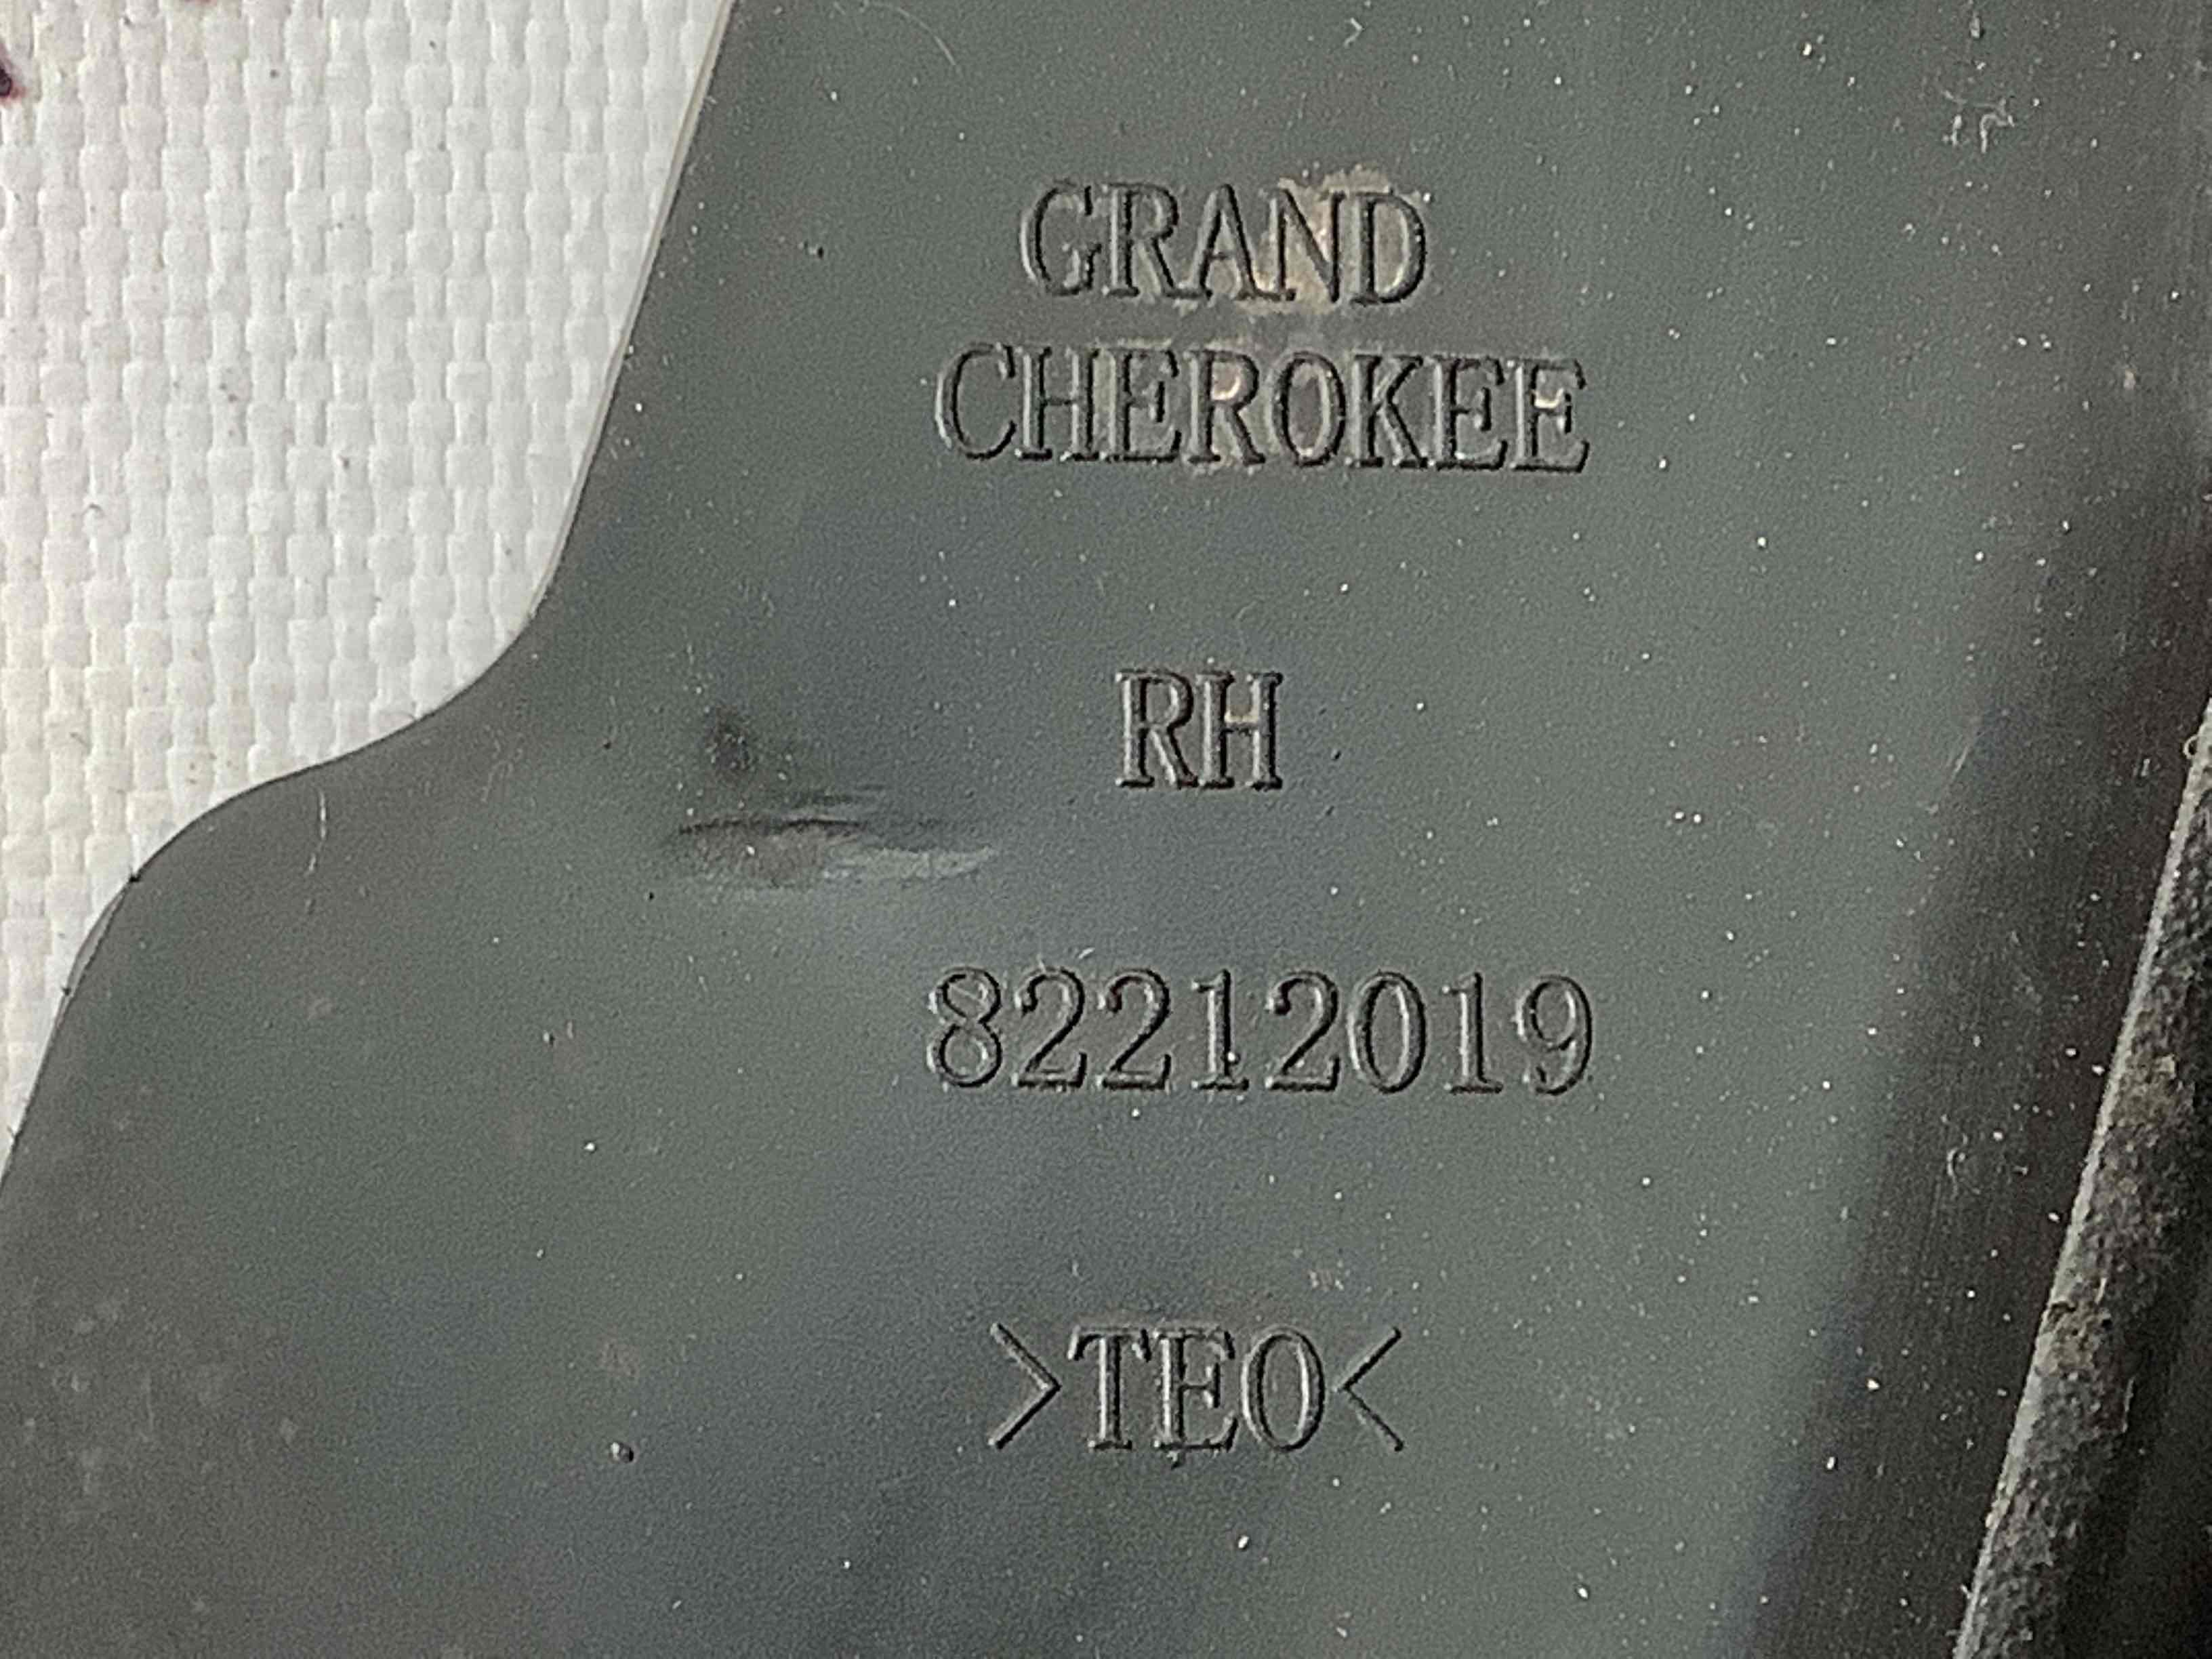 GRAND
CHEROKEE
RH
82212019
>TEO<